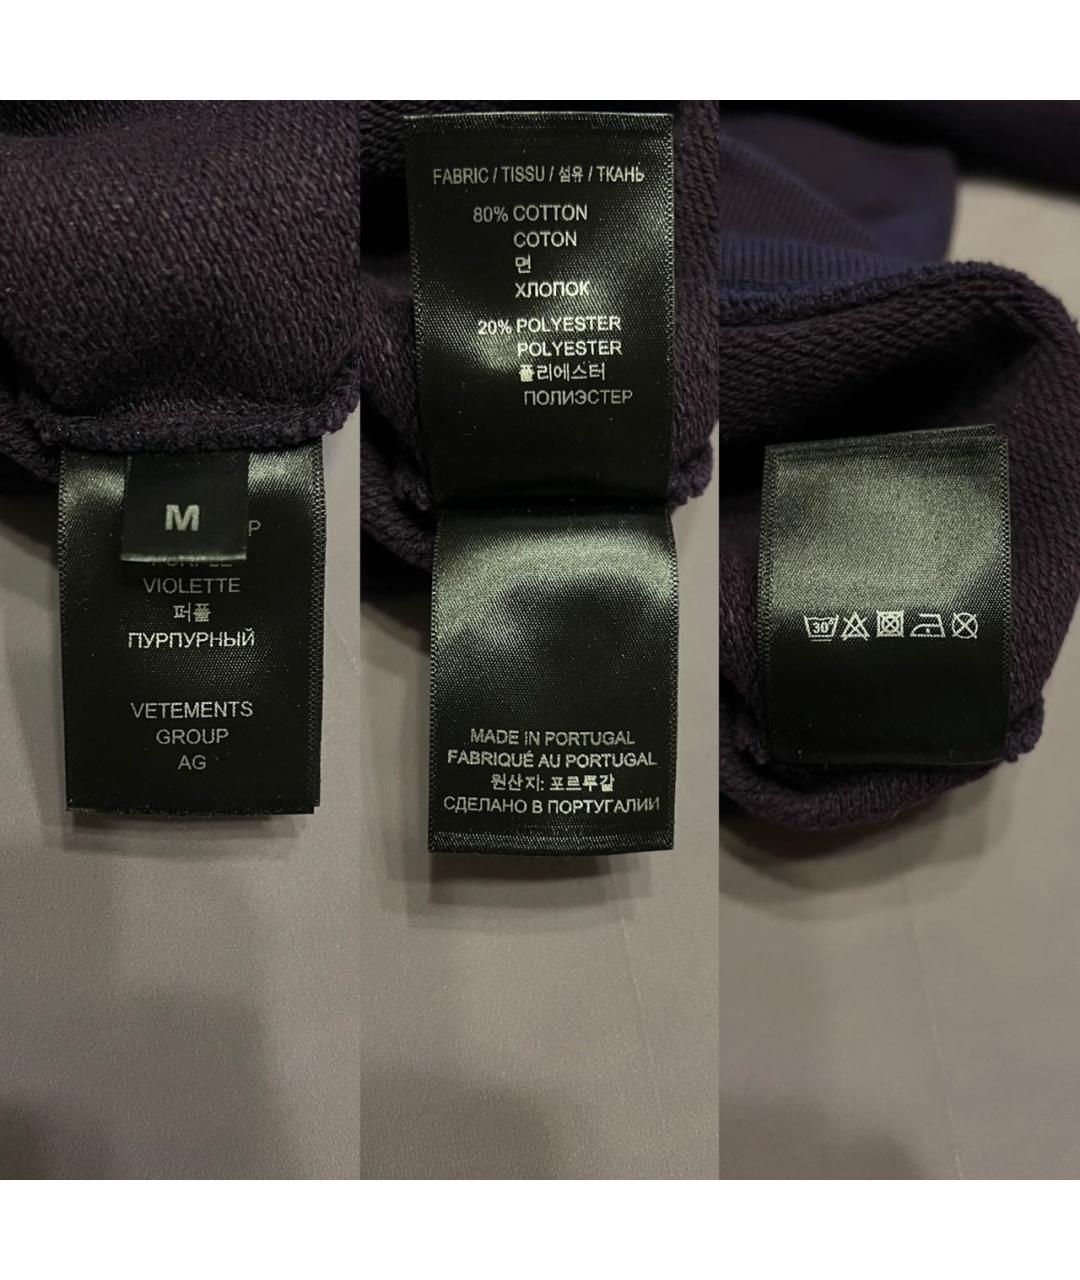 M
P
PURPLE
VIOLETTE
퍼플
ПУРПУРНЫЙ
VETEMENTS
GROUP
AG
FABRIC / TISSU / 섬유 / ТКАНЬ
80% COTTON
COTON
면
ХЛОПОК
20% POLYESTER
POLYESTER
폴리에스터
ПОЛИЭСТЕР
MADE IN PORTUGAL
FABRIQUÉ AU PORTUGAL
원산지: 포르투갈
СДЕЛАНО В ПОРТУГАЛИИ
30°